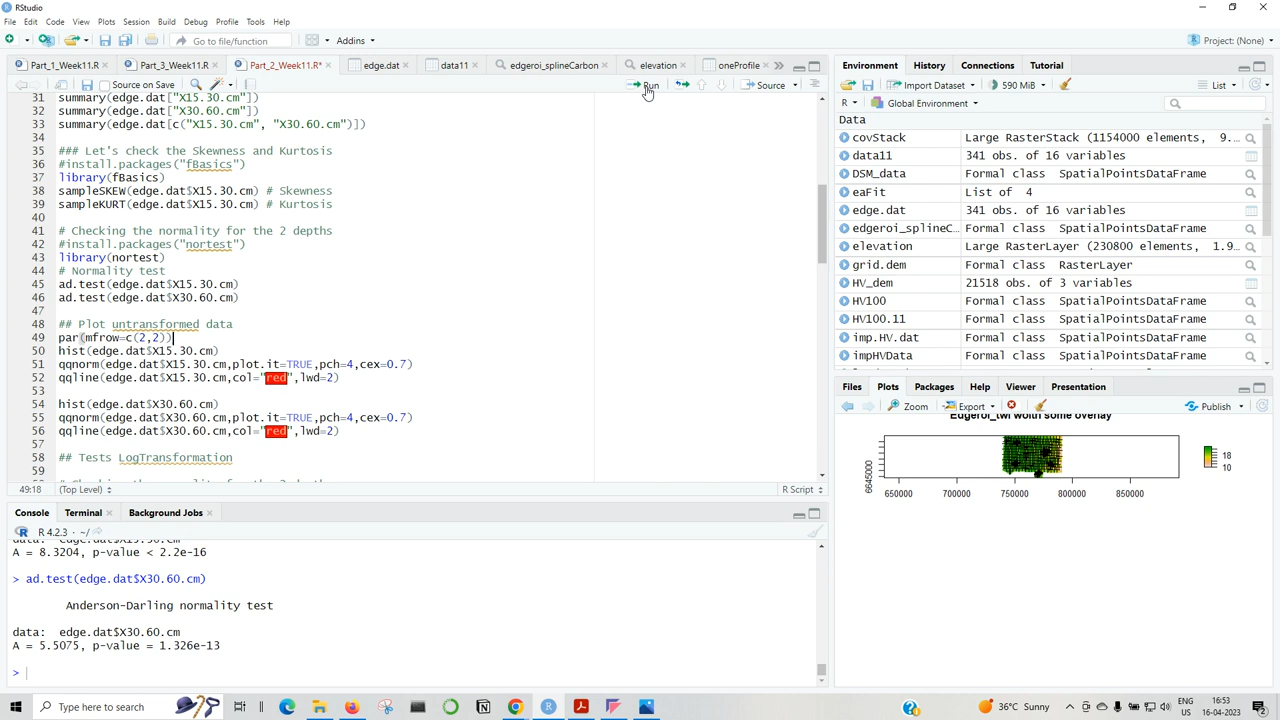 RStudio
File Edit Code View Plots Session Build Debug Profile Tools Help
Go to file/function
Addins
Project: (None)
Part_1_Week11.R
Part_3_Week11.R
Part_2_Week11.R*
edge.dat
data11
edgeroi_splineCarbon
elevation
oneProfile
Source on Save
Run
Source
31 summary(edge.dat["X15.30.cm"])
32 summary(edge.dat["X30.60.cm"])
33 summary(edge.dat[c("X15.30.cm", "X30.60.cm")])
34
35 ### Let's check the Skewness and Kurtosis
36 #install.packages("fBasics")
37 library(fBasics)
38 sampleSKEW(edge.dat$X15.30.cm) # Skewness
39 sampleKURT(edge.dat$X15.30.cm) # Kurtosis
40
41 # Checking the normality for the 2 depths
42 #install.packages("nortest")
43 library(nortest)
44 # Normality test
45 ad.test(edge.dat$X15.30.cm)
46 ad.test(edge.dat$X30.60.cm)
47
48 ## Plot untransformed data
49 par(mfrow=c(2,2))
50 hist(edge.dat$X15.30.cm)
51 qqnorm(edge.dat$X15.30.cm,plot.it=TRUE,pch=4,cex=0.7)
52 qqline(edge.dat$X15.30.cm,col="red",lwd=2)
53
54 hist(edge.dat$X30.60.cm)
55 qqnorm(edge.dat$X30.60.cm,plot.it=TRUE,pch=4,cex=0.7)
56 qqline(edge.dat$X30.60.cm,col="red",lwd=2)
57
58 ## Tests LogTransformation
59
49:18 (Top Level) R Script
Console Terminal Background Jobs
R 4.2.3 · ~/
data: edge.dat$X15.30.cm
A = 8.3204, p-value < 2.2e-16
> ad.test(edge.dat$X30.60.cm)
Anderson-Darling normality test
data: edge.dat$X30.60.cm
A = 5.5075, p-value = 1.326e-13
>
Environment History Connections Tutorial
Import Dataset 590 MiB List
R Global Environment
Data
covStack Large RasterStack (1154000 elements, 9.…
data11 341 obs. of 16 variables
DSM_data Formal class SpatialPointsDataFrame
eaFit List of 4
edge.dat 341 obs. of 16 variables
edgeroi_splineC… Formal class SpatialPointsDataFrame
elevation Large RasterLayer (230800 elements, 1.9…
grid.dem Formal class RasterLayer
HV_dem 21518 obs. of 3 variables
HV100 Formal class SpatialPointsDataFrame
HV100.11 Formal class SpatialPointsDataFrame
imp.HV.dat Formal class SpatialPointsDataFrame
impHVData Formal class SpatialPointsDataFrame
Files Plots Packages Help Viewer Presentation
Zoom Export Publish
Edgeroi_twi woith some overlay
6645000
18
10
650000 700000 750000 800000 850000
Type here to search
36°C Sunny
ENG
US
16:53
16-04-2023
2